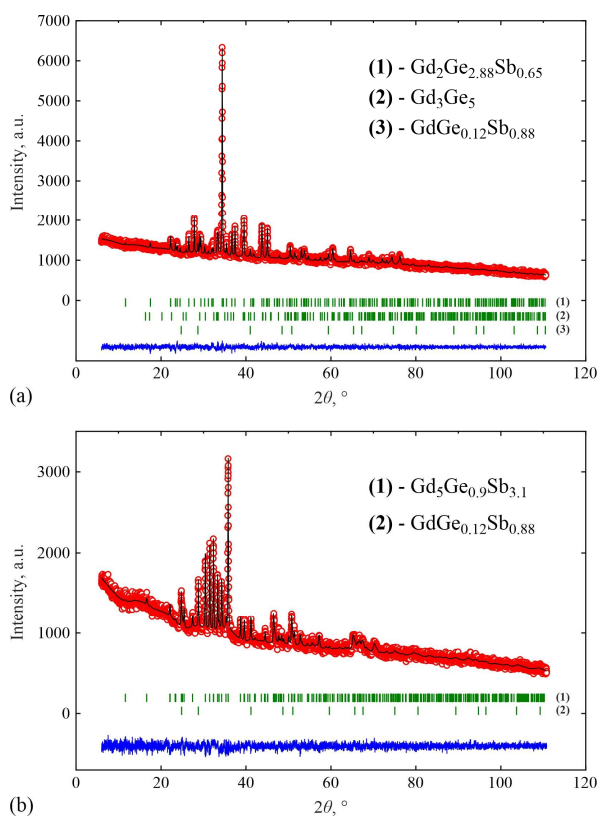 7000
(1) - Gd2Ge2.88Sb0.65
6000
(2) - Gd3Ge5
5000
(3) - GdGe0.12Sb0.88
4000
3000
2000
1000
0
(1)
(2)
(3)
Intensity, a.u.
0 20 40 60 80 100 120
2θ, °
(a)
3000
(1) - Gd5Ge0.9Sb3.1
(2) - GdGe0.12Sb0.88
2000
1000
0
(1)
(2)
Intensity, a.u.
0 20 40 60 80 100 120
2θ, °
(b)